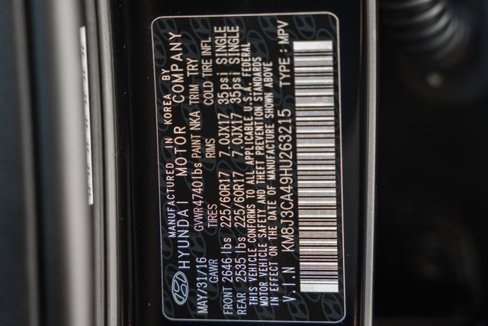 MANUFACTURED IN KOREA BY
HYUNDAI MOTOR COMPANY
MAY/31/16 GVWR 4740 lbs PAINT NKA TRIM TRY
GAWR TIRES RIMS COLD TIRE INFL
FRONT 2646 lbs 225/60R17 7.0JX17 35psi SINGLE
REAR 2535 lbs 225/60R17 7.0JX17 35psi SINGLE
THIS VEHICLE CONFORMS TO ALL APPLICABLE U.S.A. FEDERAL
MOTOR VEHICLE SAFETY AND THEFT PREVENTION STANDARDS
IN EFFECT ON THE DATE OF MANUFACTURE SHOWN ABOVE
V.I.N KM8J3CA49HU263215 TYPE: MPV